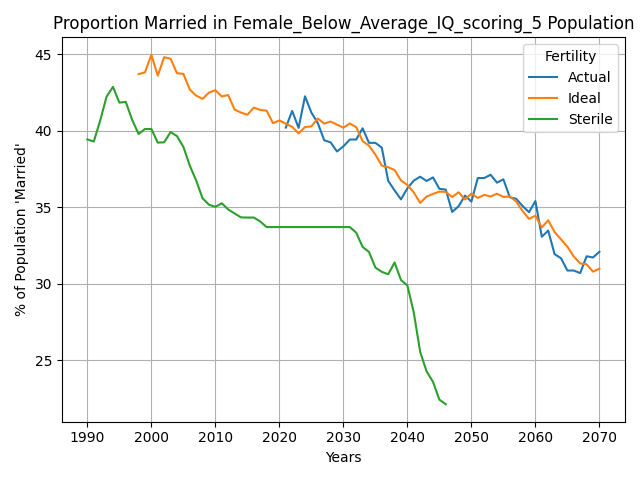 Proportion Married in Female_Below_Average_IQ_scoring_5 Population
Fertility
Actual
Ideal
Sterile
% of Population 'Married'
45
40
35
30
25
1990 2000 2010 2020 2030 2040 2050 2060 2070
Years